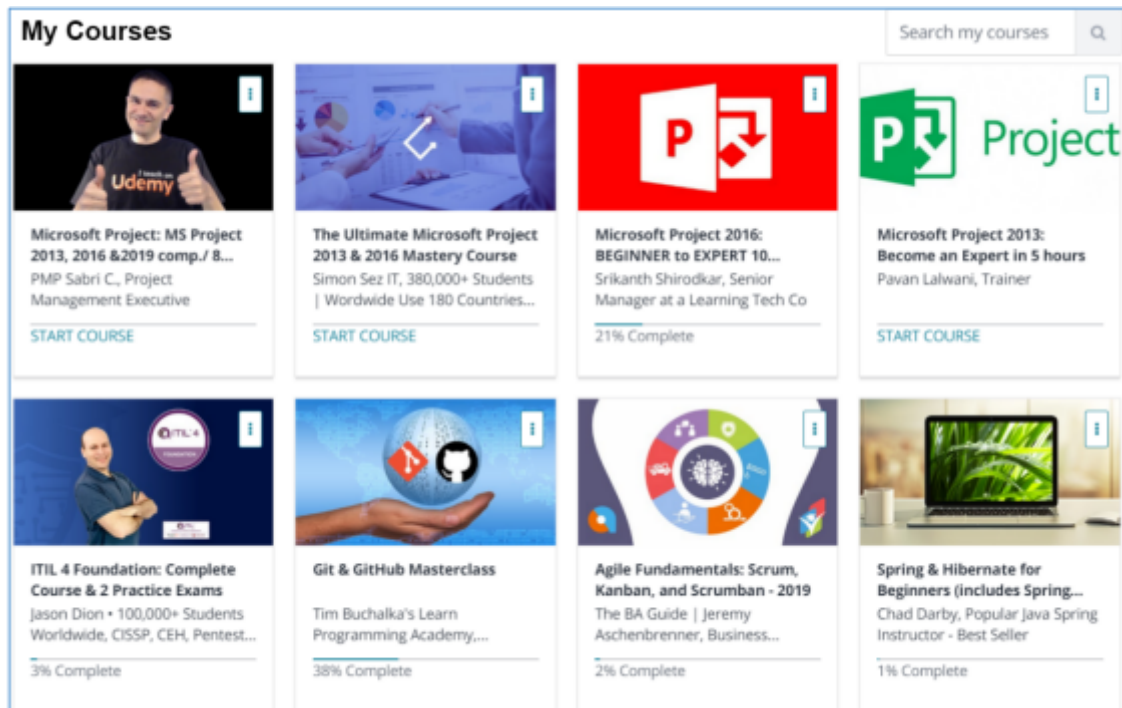 My Courses
Search my courses
I teach on
Udemy
P
P Project
Microsoft Project: MS Project
2013, 2016 &2019 comp./ 8...
PMP Sabri C., Project
Management Executive
START COURSE
The Ultimate Microsoft Project
2013 & 2016 Mastery Course
Simon Sez IT, 380,000+ Students
| Wordwide Use 180 Countries...
START COURSE
Microsoft Project 2016:
BEGINNER to EXPERT 10...
Srikanth Shirodkar, Senior
Manager at a Learning Tech Co
21% Complete
Microsoft Project 2013:
Become an Expert in 5 hours
Pavan Lalwani, Trainer
START COURSE
ITIL 4
FOUNDATION
ITIL 4 Foundation: Complete
Course & 2 Practice Exams
Jason Dion • 100,000+ Students
Worldwide, CISSP, CEH, Pentest...
3% Complete
Git & GitHub Masterclass
Tim Buchalka's Learn
Programming Academy,...
38% Complete
Agile Fundamentals: Scrum,
Kanban, and Scrumban - 2019
The BA Guide | Jeremy
Aschenbrenner, Business...
2% Complete
Spring & Hibernate for
Beginners (includes Spring...
Chad Darby, Popular Java Spring
Instructor - Best Seller
1% Complete